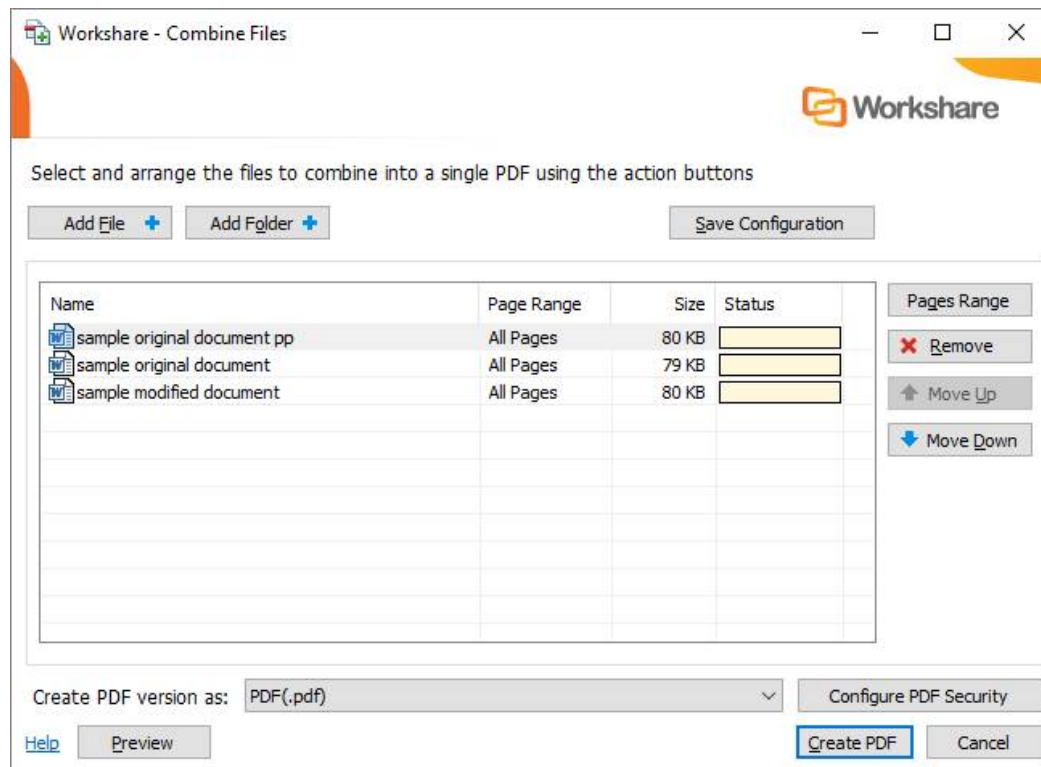 Workshare - Combine Files
Workshare
Select and arrange the files to combine into a single PDF using the action buttons
Add File Add Folder Save Configuration
Name Page Range Size Status Pages Range
sample original document pp All Pages 80 KB
sample original document All Pages 79 KB Remove
sample modified document All Pages 80 KB Move Up
Move Down
Create PDF version as: PDF(.pdf) Configure PDF Security
Help Preview Create PDF Cancel